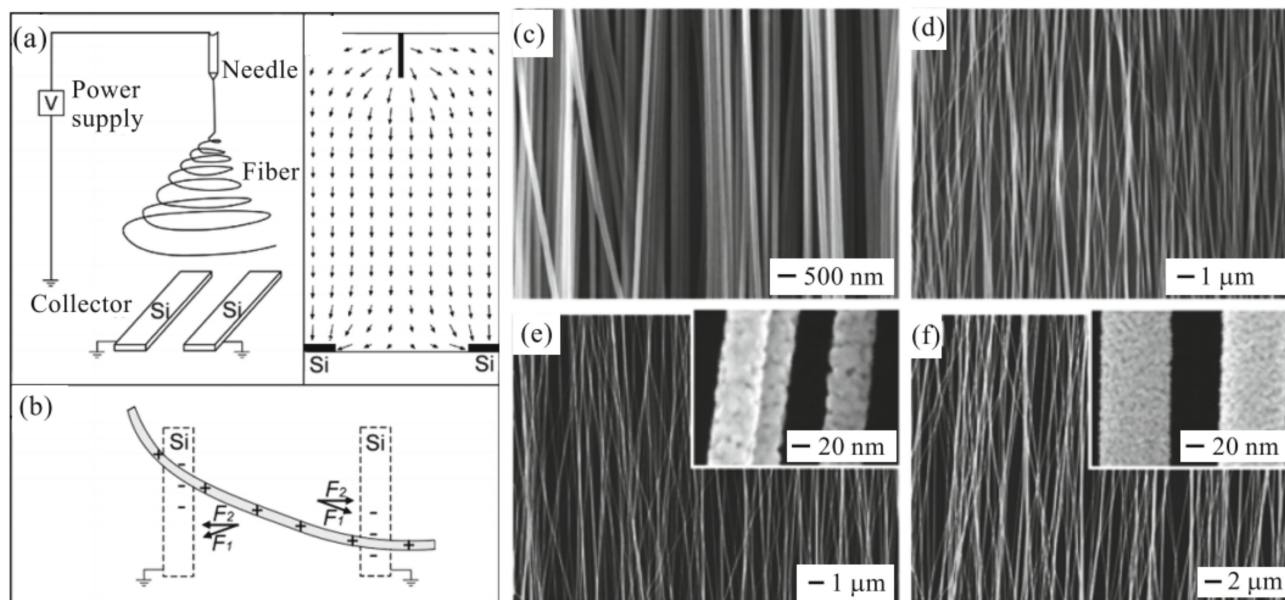 (a)
Needle
V
Power
supply
Fiber
Collector
Si
Si
Si
Si
(b)
Si
Si
F2
F1
F2
F1
(c)
500 nm
(d)
1 μm
(e)
20 nm
1 μm
(f)
20 nm
2 μm